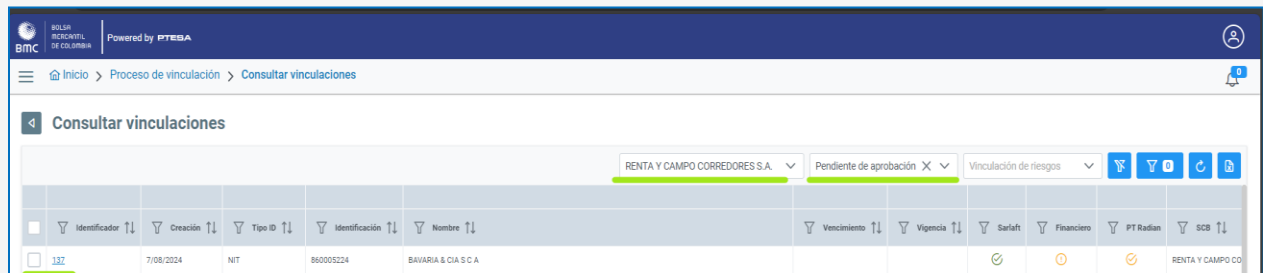 BMC
BOLSA
MERCANTIL
DE COLOMBIA
Powered by PTESA
Inicio > Proceso de vinculación > Consultar vinculaciones
0
Consultar vinculaciones
RENTA Y CAMPO CORREDORES S.A. Pendiente de aprobación Vinculación de riesgos 0
Identificador Creación Tipo ID Identificación Nombre Vencimiento Vigencia Sarlaft Financiero PT Radian SCB
137 7/08/2024 NIT 860005224 BAVARIA & CIA S C A RENTA Y CAMPO CO